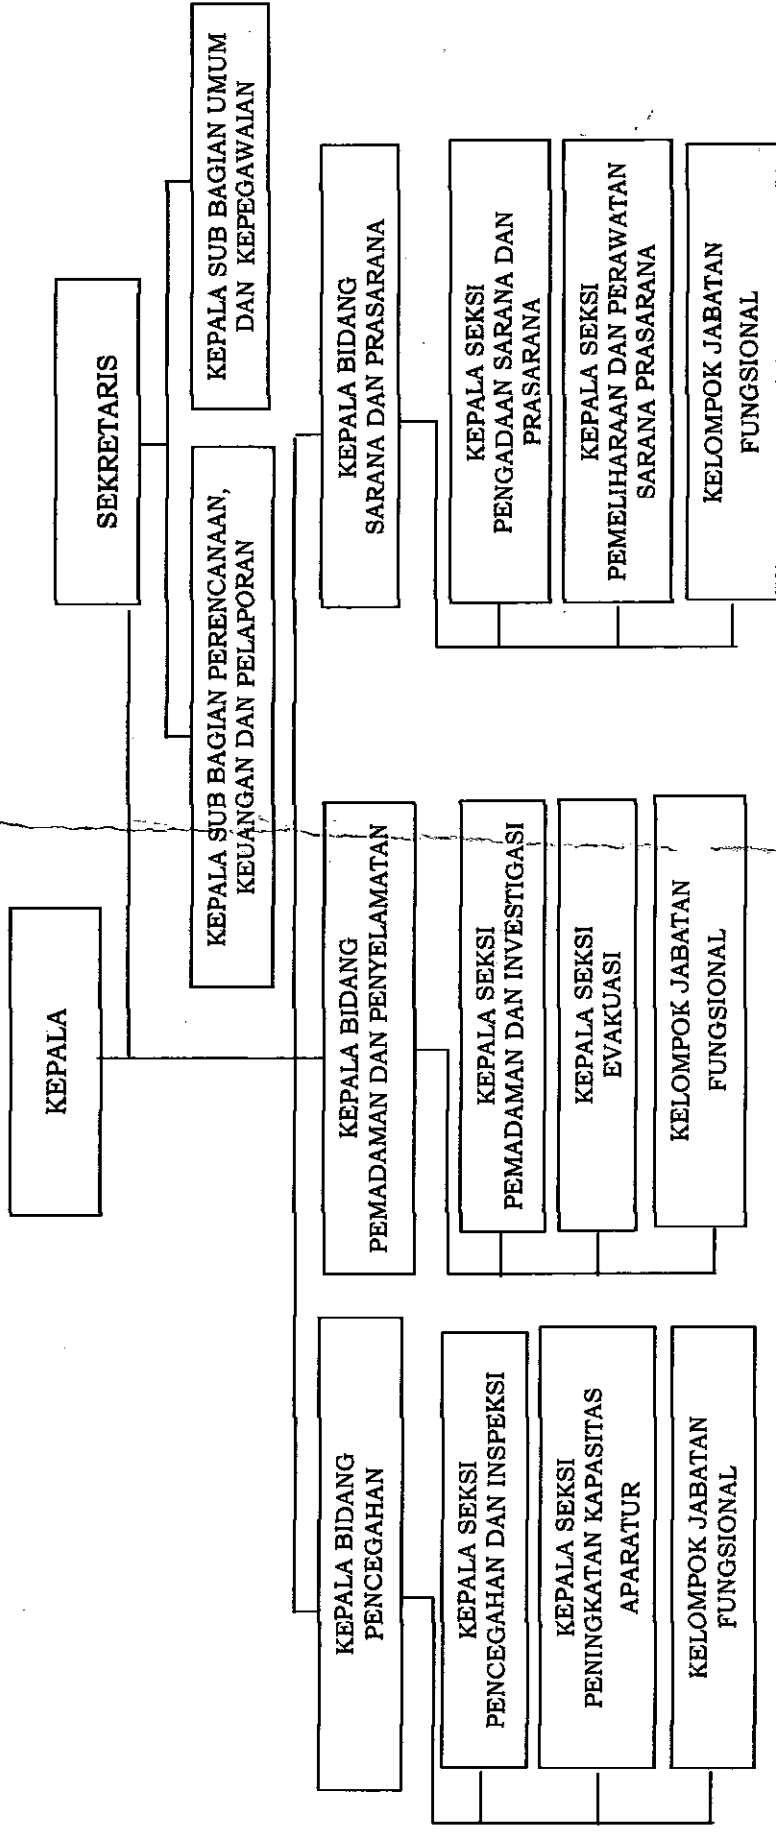 KEPALA
SEKRETARIS
KEPALA SUB BAGIAN PERENCANAAN,
KEUANGAN DAN PELAPORAN
KEPALA SUB BAGIAN UMUM
DAN KEPEGAWAIAN
KEPALA BIDANG
PENCEGAHAN
KEPALA SEKSI
PENCEGAHAN DAN INSPEKSI
KEPALA SEKSI
PENINGKATAN KAPASITAS
APARATUR
KELOMPOK JABATAN
FUNGSIONAL
KEPALA BIDANG
PEMADAMAN DAN PENYELAMATAN
KEPALA SEKSI
PEMADAMAN DAN INVESTIGASI
KEPALA SEKSI
EVAKUASI
KELOMPOK JABATAN
FUNGSIONAL
KEPALA BIDANG
SARANA DAN PRASARANA
KEPALA SEKSI
PENGADAAN SARANA DAN
PRASARANA
KEPALA SEKSI
PEMELIHARAAN DAN PERAWATAN
SARANA PRASARANA
KELOMPOK JABATAN
FUNGSIONAL